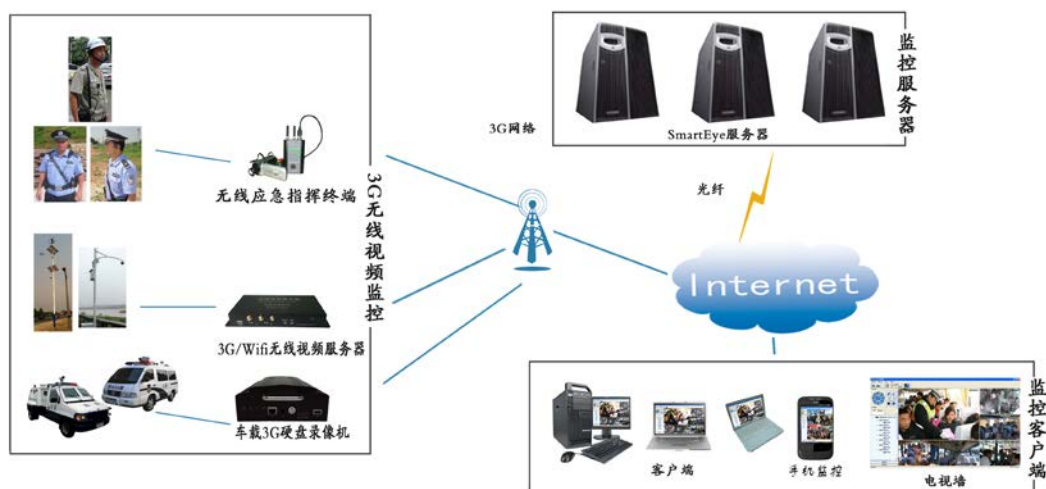 监控服务器
SmartEye服务器
3G网络
光纤
无线应急指挥终端
3G无线视频监控
Internet
3G/Wifi无线视频服务器
车载3G硬盘录像机
监控客户端
客户端
手机监控
电视墙